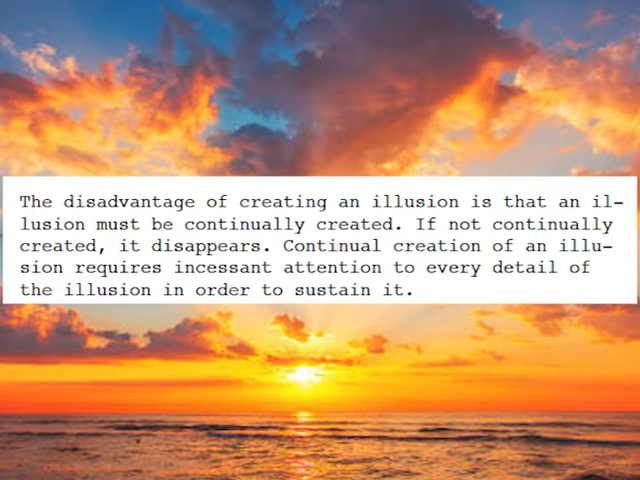 The disadvantage of creating an illusion is that an il-
lusion must be continually created. If not continually
created, it disappears. Continual creation of an illu-
sion requires incessant attention to every detail of
the illusion in order to sustain it.